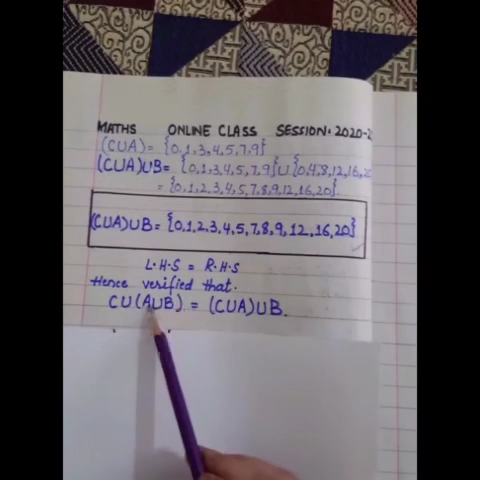 MATHS ONLINE CLASS SESSION: 2020-2
(CUA) = {0,1,3,4,5,7,9}
(CUA)UB = {0,1,3,4,5,7,9}U{0,4,8,12,16,20
= {0,1,2,3,4,5,7,8,9,12,16,20}.
(CUA)UB = {0,1,2,3,4,5,7,8,9,12,16,20}
L.H.S = R.H.S
Hence verified that.
CU(AUB) = (CUA)UB.